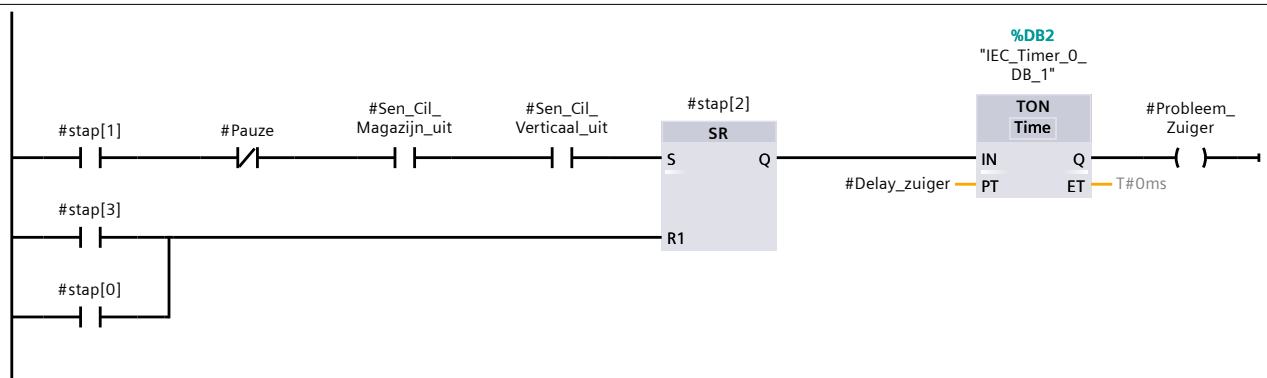 %DB2
"IEC_Timer_0_
DB_1"
#stap[1]
#Pauze
#Sen_Cil_
Magazijn_uit
#Sen_Cil_
Verticaal_uit
#stap[2]
SR
S
Q
R1
TON
Time
IN
Q
#Delay_zuiger
PT
ET
T#0ms
#Probleem_
Zuiger
#stap[3]
#stap[0]